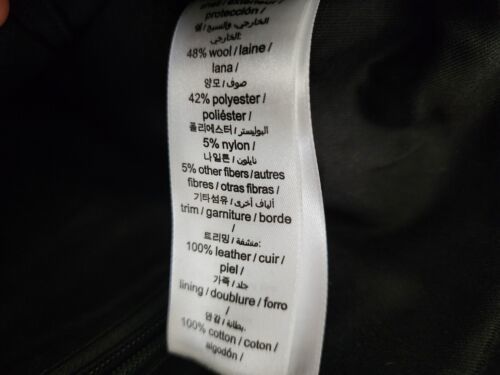 protección /
الخارجي:
48% wool / laine /
lana /
양모 / صوف /
42% polyester /
poliéster /
폴리에스터 / البوليستر /
5% nylon /
나일론 / نايلون /
5% other fibers / autres
fibres / otras fibras /
기타섬유 / ألياف أخرى /
trim / garniture / borde
/
트리밍 / منشفة:
100% leather / cuir /
piel /
가죽 / جلد /
lining / doublure / forro
/
안감 / بطانة:
100% cotton / coton /
algodón /